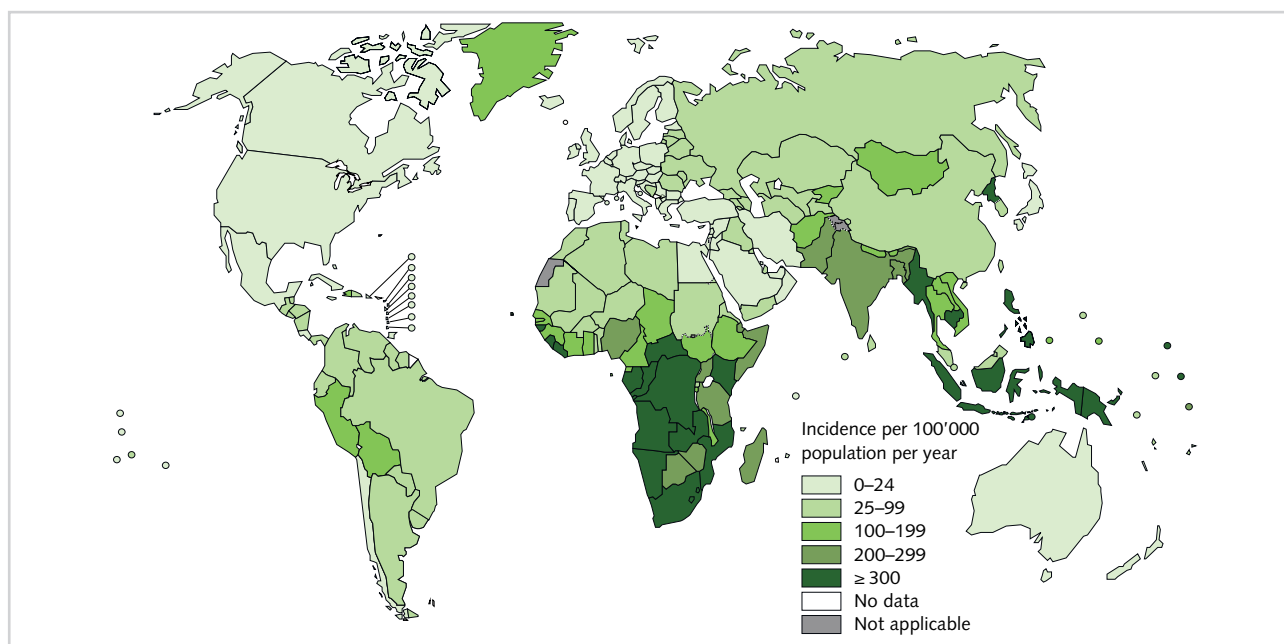 Incidence per 100'000
population per year
0–24
25–99
100–199
200–299
≥ 300
No data
Not applicable